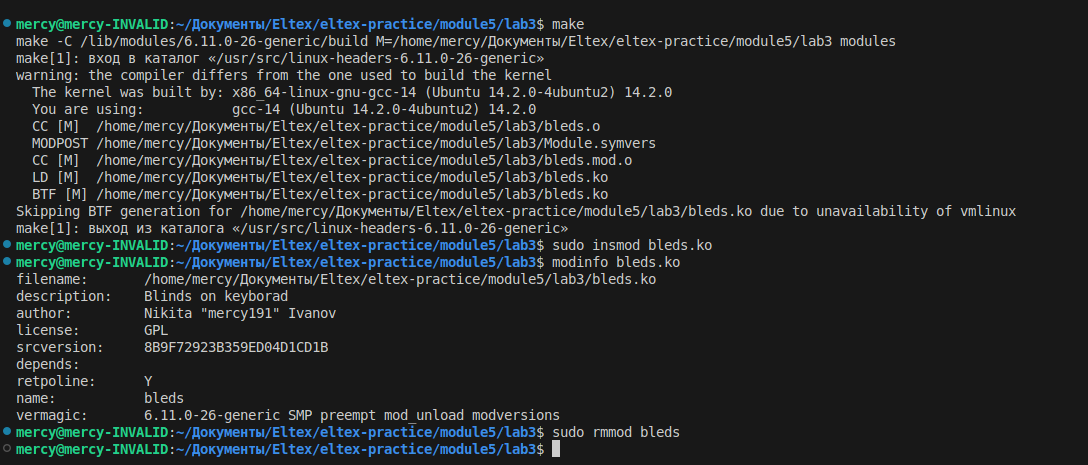 mercy@mercy-INVALID:~/Документы/Eltex/eltex-practice/module5/lab3$ make
make -C /lib/modules/6.11.0-26-generic/build M=/home/mercy/Документы/Eltex/eltex-practice/module5/lab3 modules
make[1]: вход в каталог «/usr/src/linux-headers-6.11.0-26-generic»
warning: the compiler differs from the one used to build the kernel
  The kernel was built by: x86_64-linux-gnu-gcc-14 (Ubuntu 14.2.0-4ubuntu2) 14.2.0
  You are using:           gcc-14 (Ubuntu 14.2.0-4ubuntu2) 14.2.0
  CC [M]  /home/mercy/Документы/Eltex/eltex-practice/module5/lab3/bleds.o
  MODPOST /home/mercy/Документы/Eltex/eltex-practice/module5/lab3/Module.symvers
  CC [M]  /home/mercy/Документы/Eltex/eltex-practice/module5/lab3/bleds.mod.o
  LD [M]  /home/mercy/Документы/Eltex/eltex-practice/module5/lab3/bleds.ko
  BTF [M] /home/mercy/Документы/Eltex/eltex-practice/module5/lab3/bleds.ko
Skipping BTF generation for /home/mercy/Документы/Eltex/eltex-practice/module5/lab3/bleds.ko due to unavailability of vmlinux
make[1]: выход из каталога «/usr/src/linux-headers-6.11.0-26-generic»
mercy@mercy-INVALID:~/Документы/Eltex/eltex-practice/module5/lab3$ sudo insmod bleds.ko
mercy@mercy-INVALID:~/Документы/Eltex/eltex-practice/module5/lab3$ modinfo bleds.ko
filename:       /home/mercy/Документы/Eltex/eltex-practice/module5/lab3/bleds.ko
description:    Blinds on keyborad
author:         Nikita "mercy191" Ivanov
license:        GPL
srcversion:     8B9F72923B359ED04D1CD1B
depends:
retpoline:      Y
name:           bleds
vermagic:       6.11.0-26-generic SMP preempt mod_unload modversions
mercy@mercy-INVALID:~/Документы/Eltex/eltex-practice/module5/lab3$ sudo rmmod bleds
mercy@mercy-INVALID:~/Документы/Eltex/eltex-practice/module5/lab3$